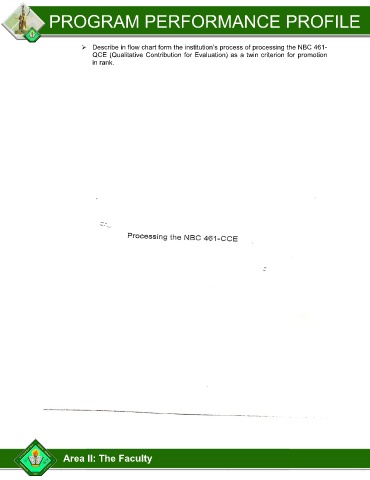 PROGRAM PERFORMANCE PROFILE
➢ Describe in flow chart form the institution's process of processing the NBC 461-
QCE (Qualitative Contribution for Evaluation) as a twin criterion for promotion
in rank.
Processing the NBC 461-CCE
Area II: The Faculty